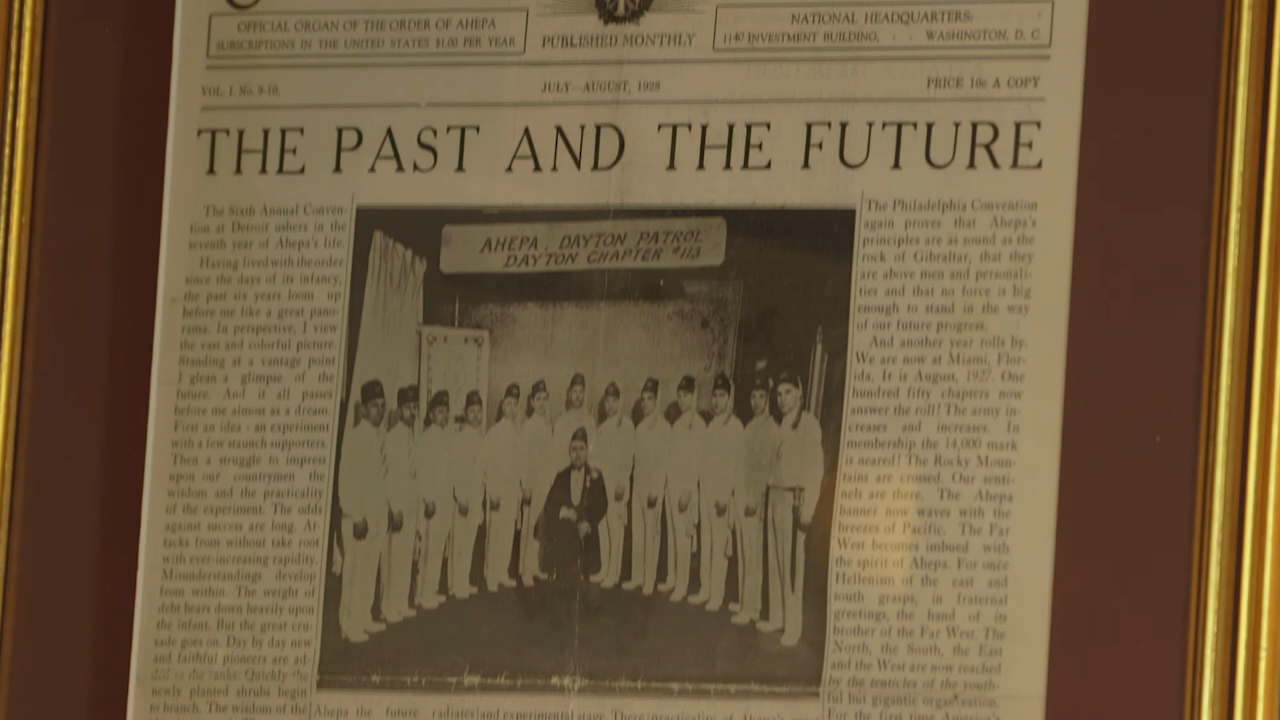 OFFICIAL ORGAN OF THE ORDER OF AHEPA
SUBSCRIPTIONS IN THE UNITED STATES $1.00 PER YEAR
PUBLISHED MONTHLY
NATIONAL HEADQUARTERS:
1140 INVESTMENT BUILDING, - - WASHINGTON, D. C.
VOL. I. No. 9-10.
JULY—AUGUST, 1928
PRICE 10c A COPY
THE PAST AND THE FUTURE
The Sixth Annual Conven-
tion at Detroit ushers in the
seventh year of Ahepa's life.
Having lived with the order
since the days of its infancy,
the past six years loom up
before me like a great pano-
rama. In perspective, I view
the vast and colorful picture.
Standing at a vantage point
I glean a glimpse of the
future. And it all passes
before me almost as a dream.
First an idea - an experiment
with a few staunch supporters.
Then a struggle to impress
upon our countrymen the
wisdom and the practicality
of the experiment. The odds
against success are long. At-
tacks from without take root
with ever-increasing rapidity.
Misunderstandings develop
from within. The weight of
debt bears down heavily upon
the infant. But the great cru-
sade goes on. Day by day new
and faithful pioneers are ad-
ded to the ranks. Quickly the
newly planted shrubs begin
to branch. The wisdom of the
AHEPA. DAYTON PATROL
DAYTON CHAPTER #113
Ahepa the future radiates
and experimental stage. There
practicality of Ahepa's
The Philadelphia Convention
again proves that Ahepa's
principles are as sound as the
rock of Gibraltar, that they
are above men and personali-
ties and that no force is big
enough to stand in the way
of our future progress.
And another year rolls by.
We are now at Miami, Flor-
ida. It is August, 1927. One
hundred fifty chapters now
answer the roll! The army in-
creases and increases. In
membership the 14,000 mark
is neared! The Rocky Moun-
tains are crossed. Our senti-
nels are there. The Ahepa
banner now waves with the
breezes of Pacific. The Far
West becomes imbued with
the spirit of Ahepa. For once
Hellenism of the east and
south grasps, in fraternal
greetings, the hand of its
brother of the Far West. The
North, the South, the East
and the West are now reached
by the tenticles of the youth-
ful but gigantic organization.
For the first time America's